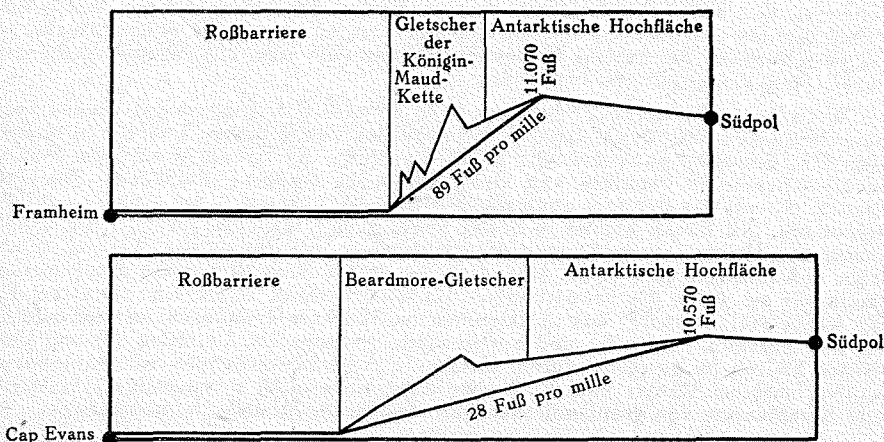 Roßbarriere
Gletscher
der
Königin-
Maud-
Kette
Antarktische Hochfläche
11.070
Fuß
89 Fuß pro mille
Südpol
Framheim
Roßbarriere
Beardmore-Gletscher
Antarktische Hochfläche
10.570
Fuß
28 Fuß pro mille
Südpol
Cap Evans